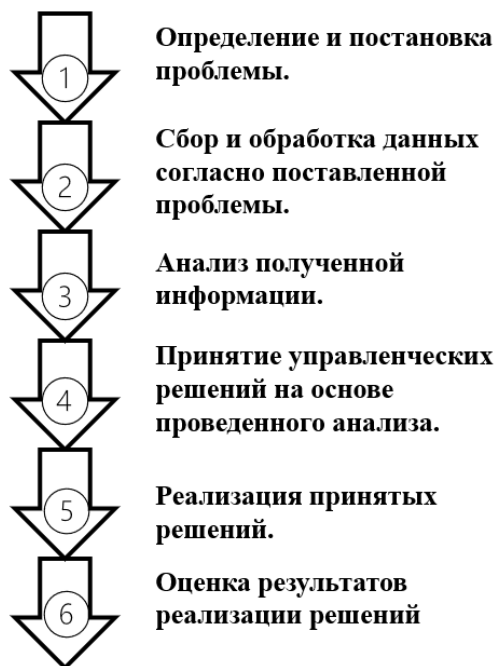 1
Определение и постановка
проблемы.
2
Сбор и обработка данных
согласно поставленной
проблемы.
3
Анализ полученной
информации.
4
Принятие управленческих
решений на основе
проведенного анализа.
5
Реализация принятых
решений.
6
Оценка результатов
реализации решений